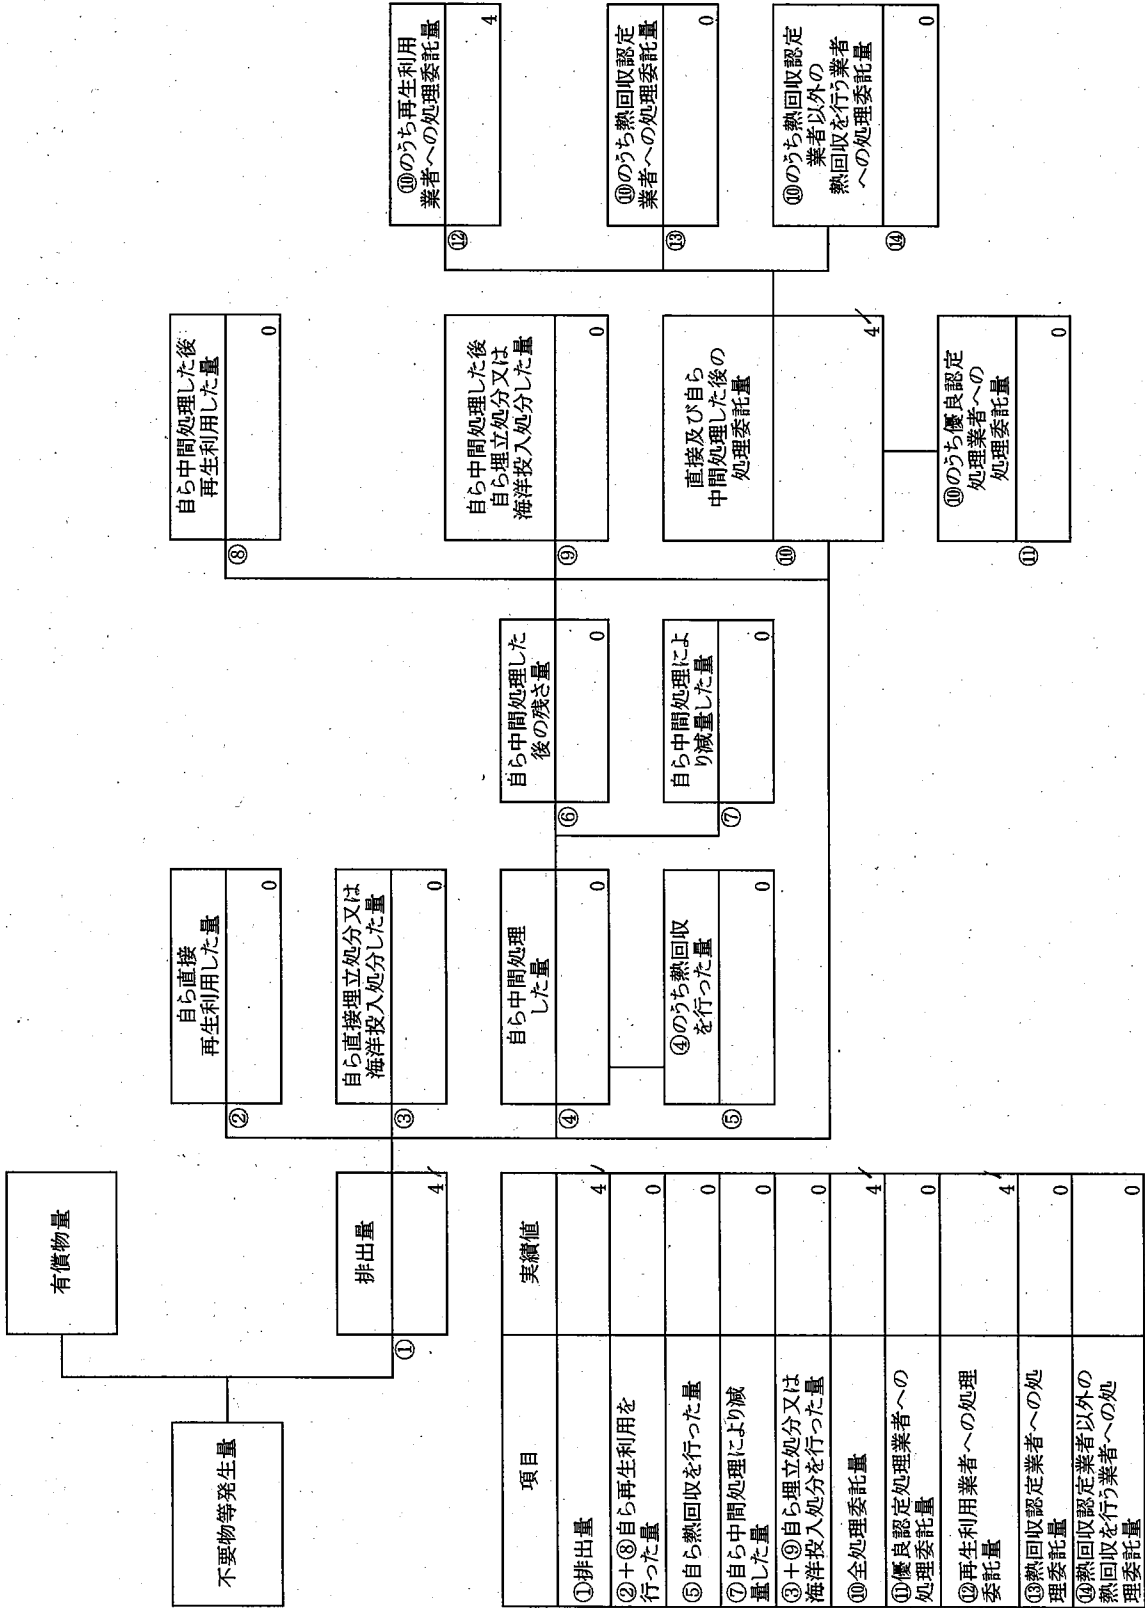 不要物等発生量
有償物量
①
排出量
4
②
自ら直接
再生利用した量
0
③
自ら直接埋立処分又は
海洋投入処分した量
0
④
自ら中間処理
した量
0
⑤
④のうち熱回収
を行った量
0
⑥
自ら中間処理した
後の残さ量
0
⑦
自ら中間処理によ
り減量した量
0
⑧
自ら中間処理した後
再生利用した量
0
⑨
自ら中間処理した後
自ら埋立処分又は
海洋投入処分した量
0
⑩
直接及び自ら
中間処理した後の
処理委託量
4
⑪
⑩のうち優良認定
処理業者への
処理委託量
0
⑫
⑩のうち再生利用
業者への処理委託量
4
⑬
⑩のうち熱回収認定
業者への処理委託量
0
⑭
⑩のうち熱回収認定
業者以外の
熱回収を行う業者
への処理委託量
0
項目 実績値
①排出量 4
②+⑧自ら再生利用を
行った量 0
⑤自ら熱回収を行った量 0
⑦自ら中間処理により減
量した量 0
③+⑨自ら埋立処分又は
海洋投入処分を行った量 0
⑩全処理委託量 4
⑪優良認定処理業者への
処理委託量 0
⑫再生利用業者への処理
委託量 4
⑬熱回収認定業者への処
理委託量 0
⑭熱回収認定業者以外の
熱回収を行う業者への処
理委託量 0